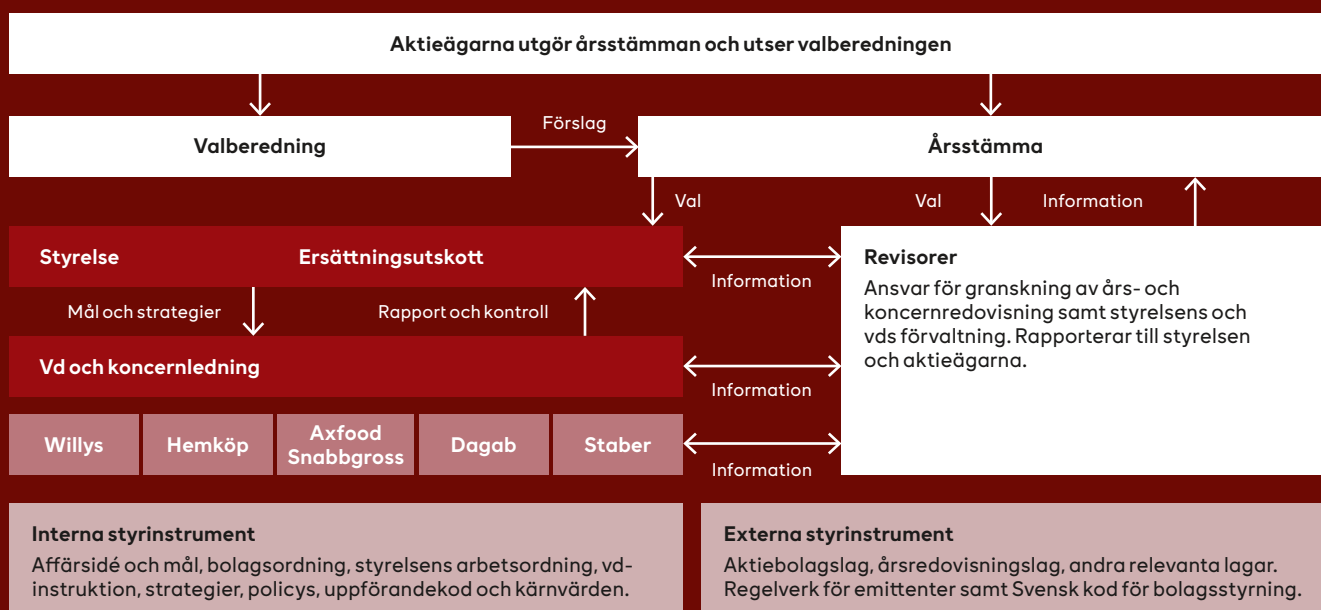 Aktieägarna utgör årsstämman och utser valberedningen
Valberedning
Förslag
Årsstämma
Val
Val
Information
Styrelse
Ersättningsutskott
Information
Mål och strategier
Rapport och kontroll
Vd och koncernledning
Information
Willys
Hemköp
Axfood
Snabbgross
Dagab
Staber
Information
Revisorer
Ansvar för granskning av års- och
koncernredovisning samt styrelsens och
vds förvaltning. Rapporterar till styrelsen
och aktieägarna.
Interna styrinstrument
Affärsidé och mål, bolagsordning, styrelsens arbetsordning, vd-
instruktion, strategier, policys, uppförandekod och kärnvärden.
Externa styrinstrument
Aktiebolagslag, årsredovisningslag, andra relevanta lagar.
Regelverk för emittenter samt Svensk kod för bolagsstyrning.